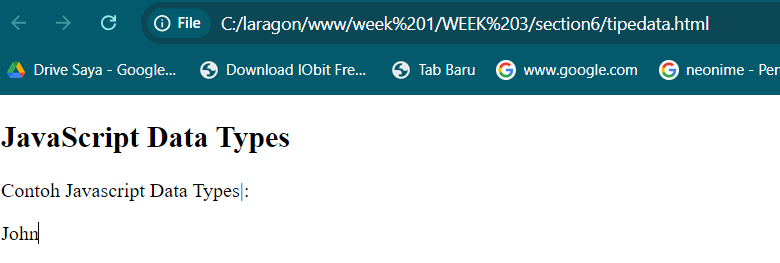 File C:/laragon/www/week%201/WEEK%203/section6/tipedata.html
Drive Saya - Google... Download IObit Fre... Tab Baru www.google.com neonime - Per
JavaScript Data Types
Contoh Javascript Data Types|:
John